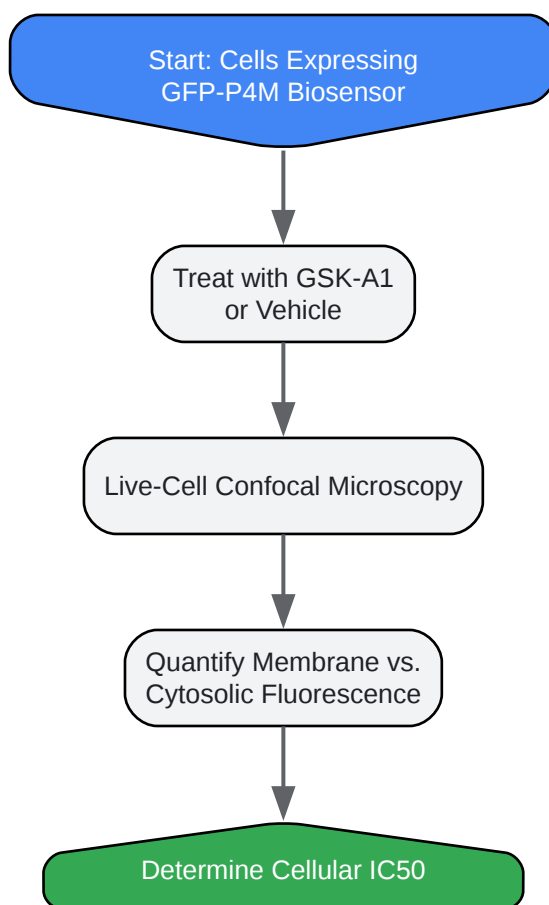 Start: Cells Expressing
GFP-P4M Biosensor
Treat with GSK-A1
or Vehicle
Live-Cell Confocal Microscopy
Quantify Membrane vs.
Cytosolic Fluorescence
Determine Cellular IC50